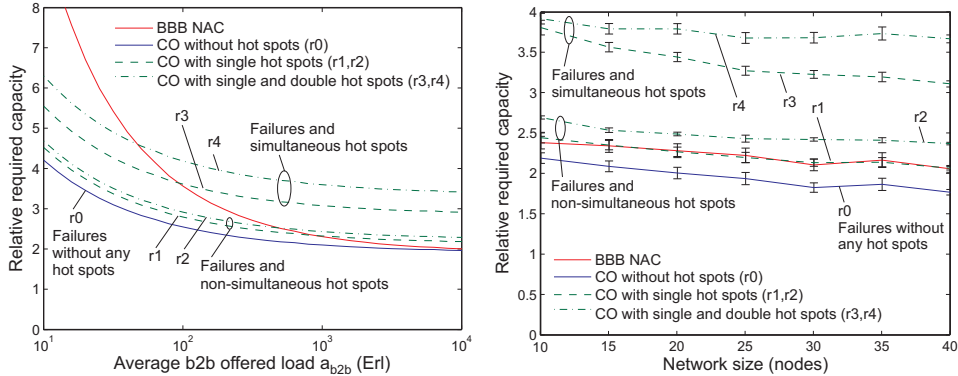 8
7
6
5
4
3
2
1
0
Relative required capacity
BBB NAC
CO without hot spots (r0)
CO with single hot spots (r1,r2)
CO with single and double hot spots (r3,r4)
r3
r4
Failures and
simultaneous hot spots
r0
Failures
without any
hot spots
r1
r2
Failures and
non-simultaneous hot spots
10^1
10^2
10^3
10^4
Average b2b offered load a_b2b (Erl)
4
3.5
3
2.5
2
1.5
1
0.5
0
Relative required capacity
Failures and
simultaneous hot spots
r4
r3
r1
r2
Failures and
non-simultaneous hot spots
r0
Failures without
any hot spots
BBB NAC
CO without hot spots (r0)
CO with single hot spots (r1,r2)
CO with single and double hot spots (r3,r4)
10
15
20
25
30
35
40
Network size (nodes)